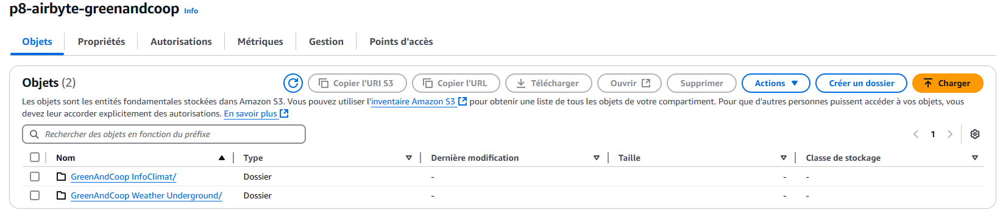 p8-airbyte-greenandcoop Info
Objets Propriétés Autorisations Métriques Gestion Points d'accès
Objets (2) Copier l'URI S3 Copier l'URL Télécharger Ouvrir Supprimer Actions Créer un dossier Charger
Les objets sont les entités fondamentales stockées dans Amazon S3. Vous pouvez utiliser l'inventaire Amazon S3 pour obtenir une liste de tous les objets de votre compartiment. Pour que d'autres personnes puissent accéder à vos objets, vous
devez leur accorder explicitement des autorisations. En savoir plus
Rechercher des objets en fonction du préfixe 1
Nom Type Dernière modification Taille Classe de stockage
GreenAndCoop InfoClimat/ Dossier - - -
GreenAndCoop Weather Underground/ Dossier - - -